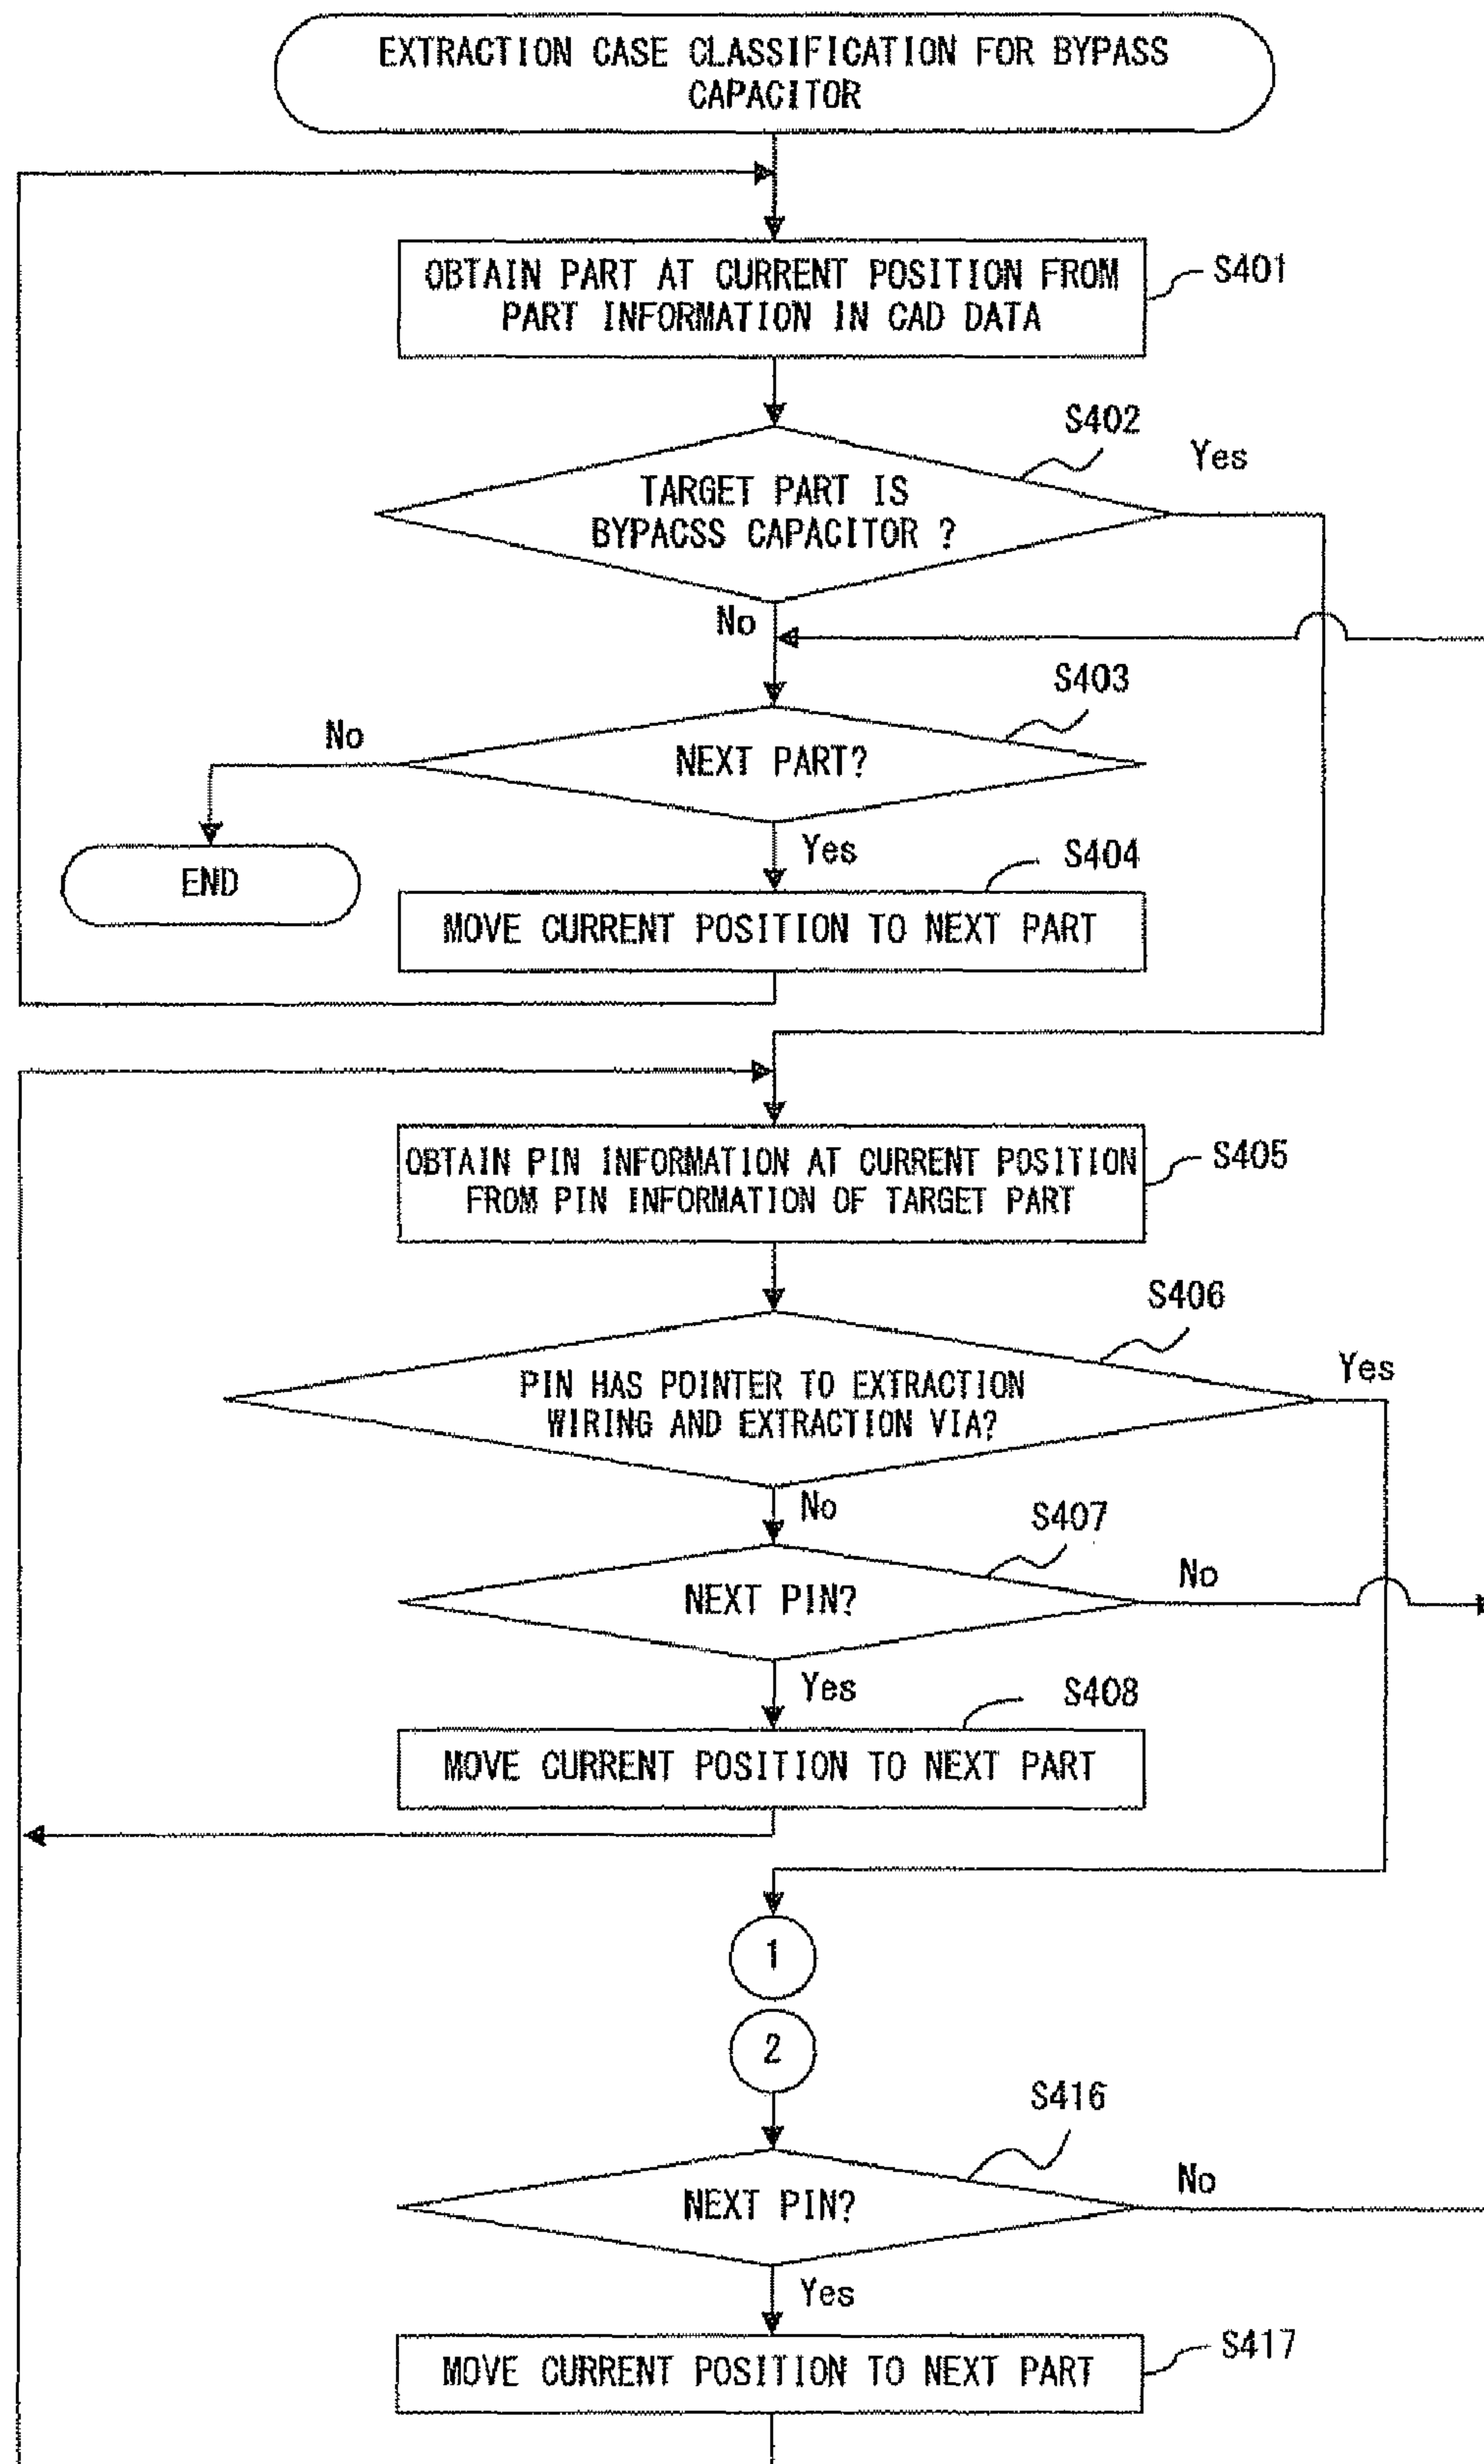 EXTRACTION CASE CLASSIFICATION FOR BYPASS
CAPACITOR
OBTAIN PART AT CURRENT POSITION FROM
PART INFORMATION IN CAD DATA
S401
S402
Yes
TARGET PART IS
BYPACSS CAPACITOR ?
No
S403
No
NEXT PART?
Yes
S404
END
MOVE CURRENT POSITION TO NEXT PART
OBTAIN PIN INFORMATION AT CURRENT POSITION
FROM PIN INFORMATION OF TARGET PART
S405
S406
Yes
PIN HAS POINTER TO EXTRACTION
WIRING AND EXTRACTION VIA?
No
S407
No
NEXT PIN?
Yes
S408
MOVE CURRENT POSITION TO NEXT PART
1
2
S416
No
NEXT PIN?
Yes
S417
MOVE CURRENT POSITION TO NEXT PART